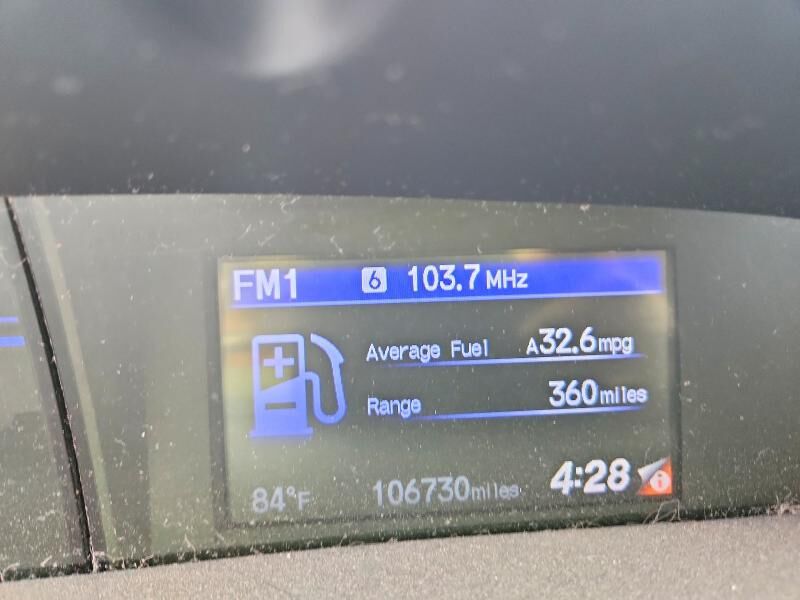 FM1 6 103.7 MHz
Average Fuel A32.6mpg
Range 360miles
84°F 106730miles 4:28 i